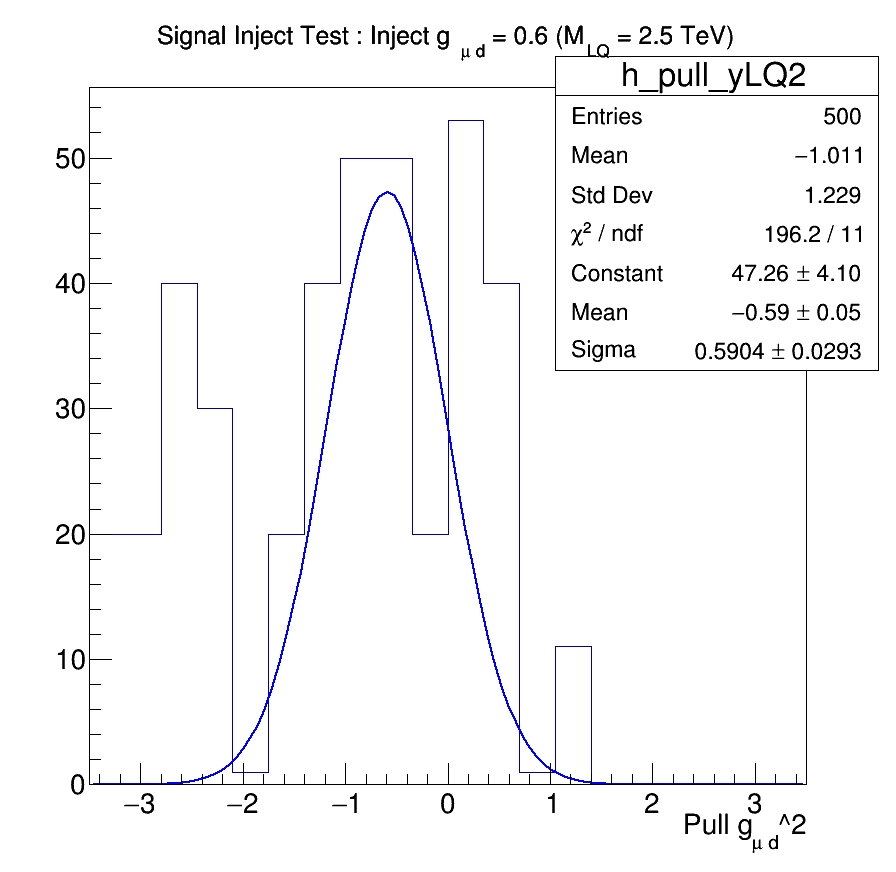 Signal Inject Test : Inject g μ d = 0.6 (M LQ = 2.5 TeV)
h_pull_yLQ2
Entries 500
Mean −1.011
Std Dev 1.229
χ² / ndf 196.2 / 11
Constant 47.26 ± 4.10
Mean −0.59 ± 0.05
Sigma 0.5904 ± 0.0293
50
40
30
20
10
0
−3 −2 −1 0 1 2 3
Pull g μ d ^2